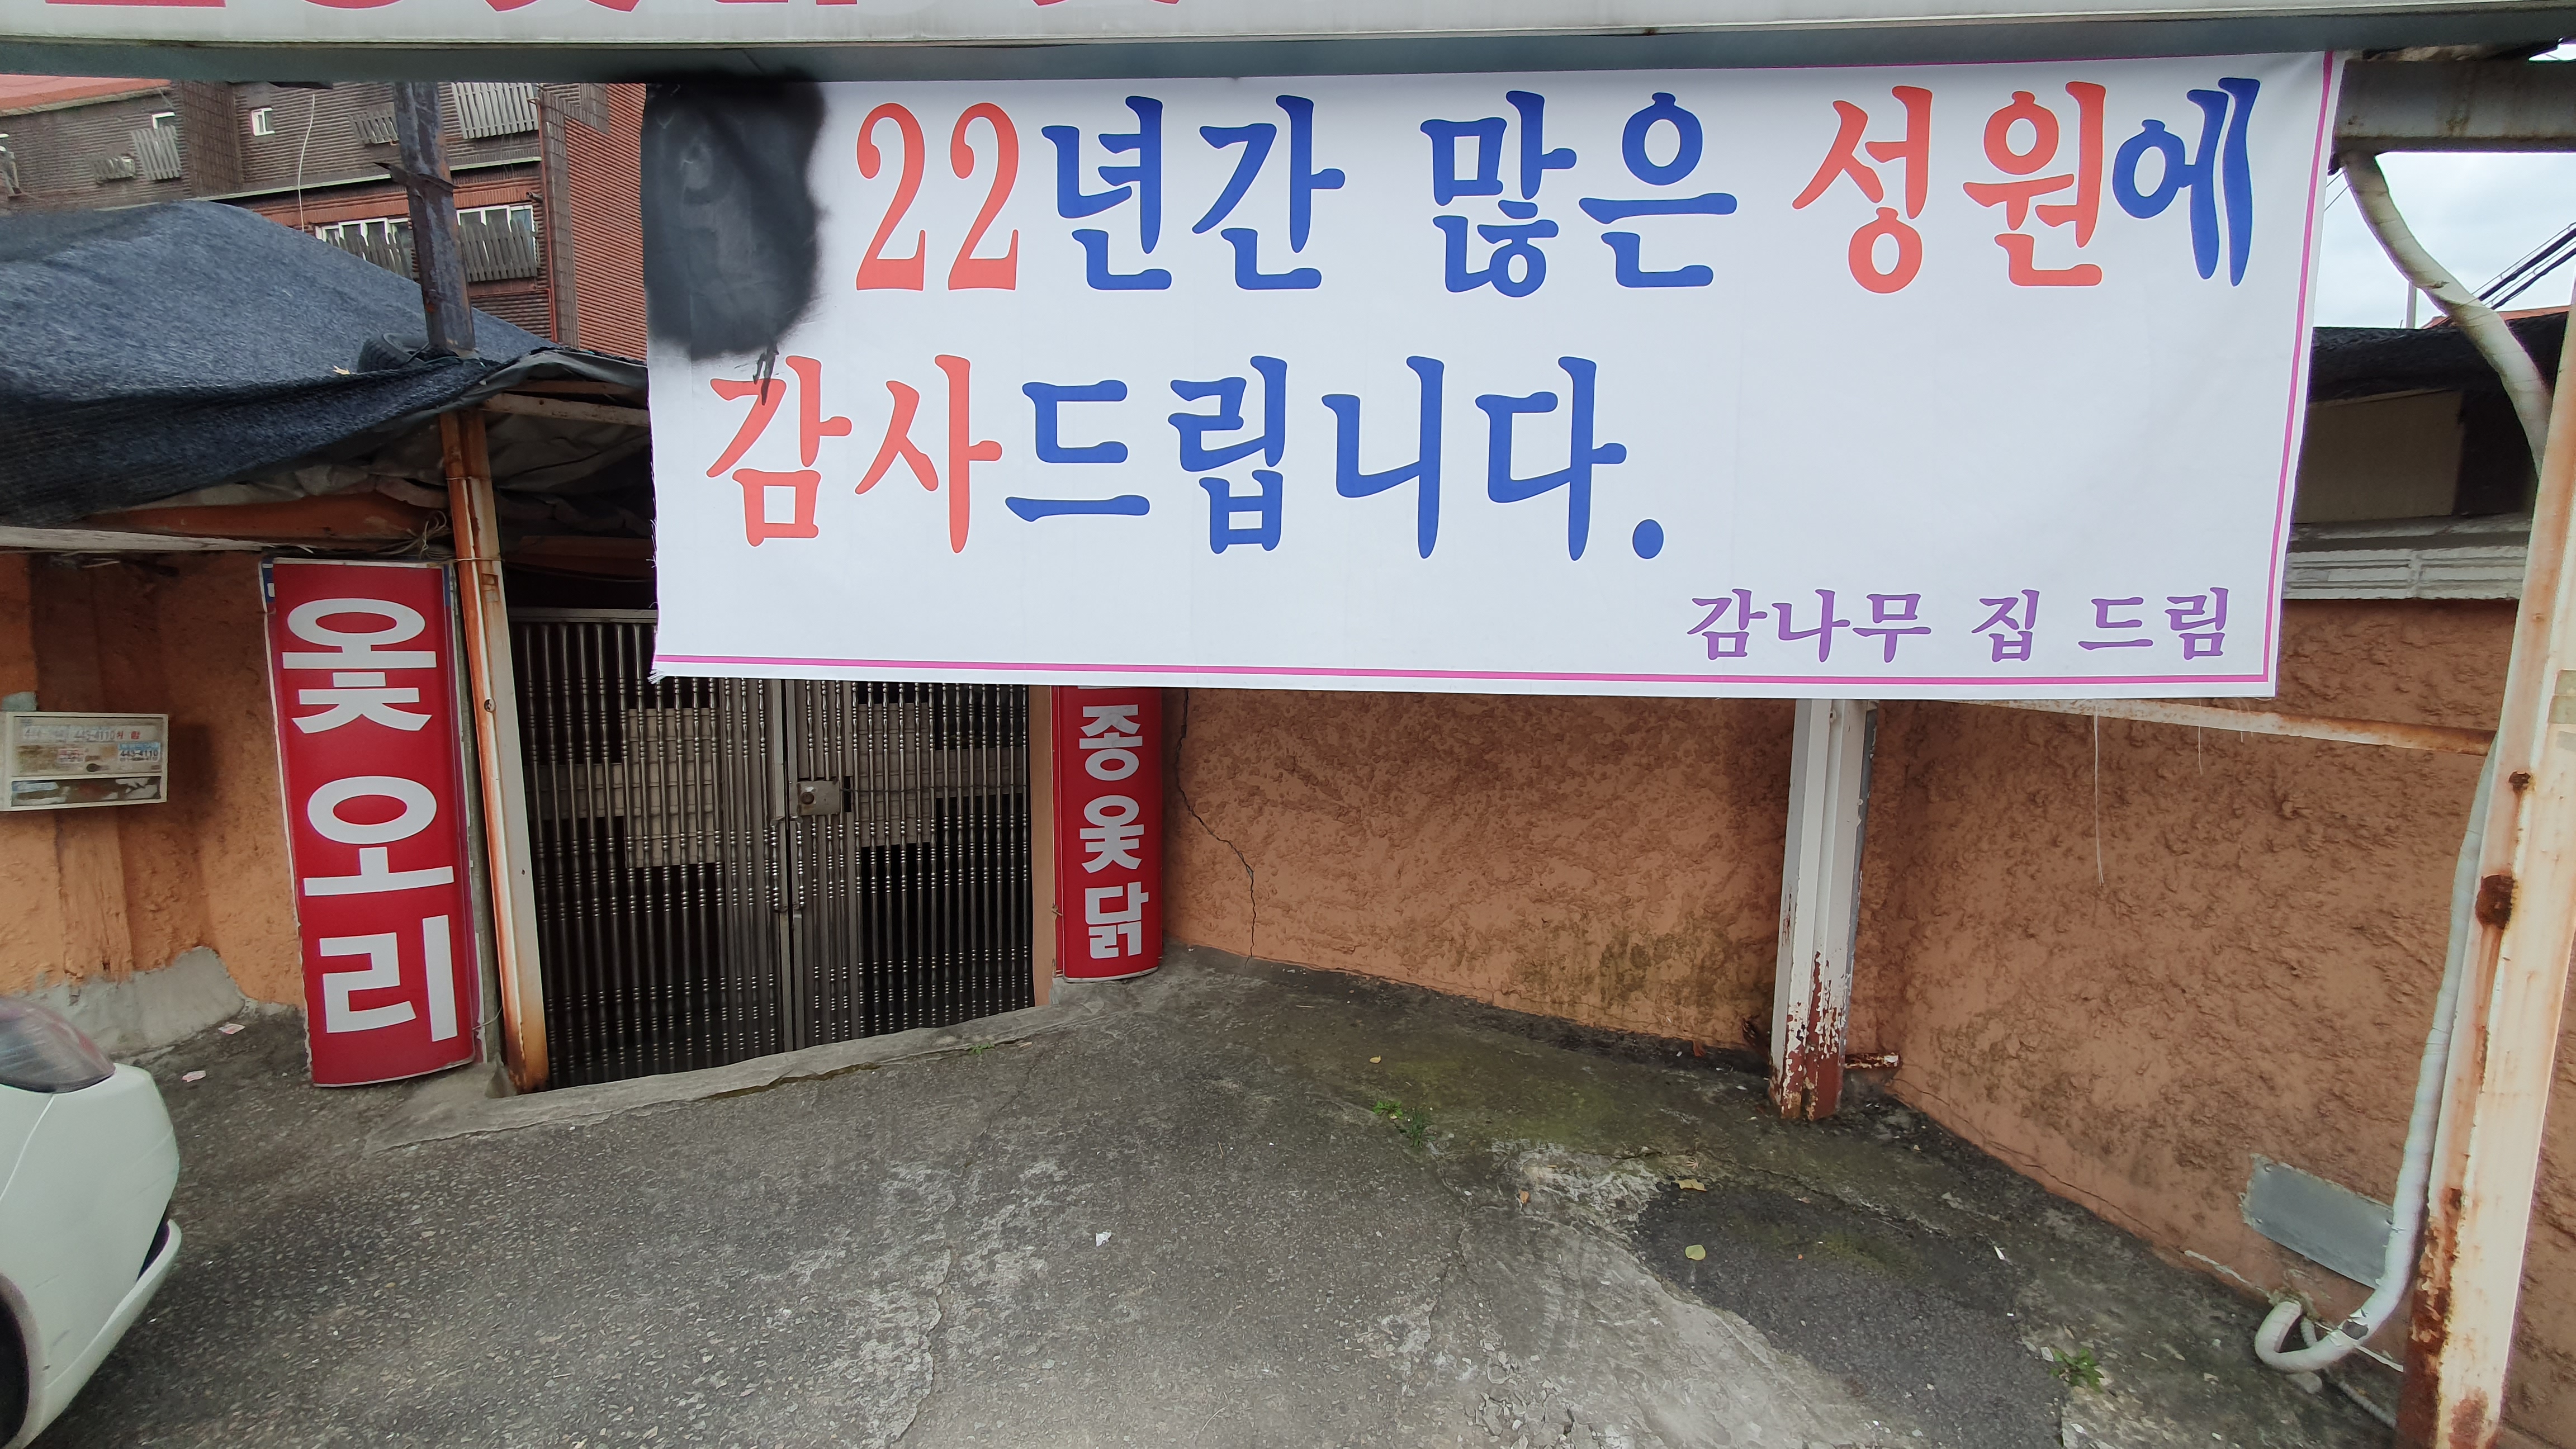 22년간 많은 성원에
감사드립니다.
감나무 집 드림
옻오리
종옻닭